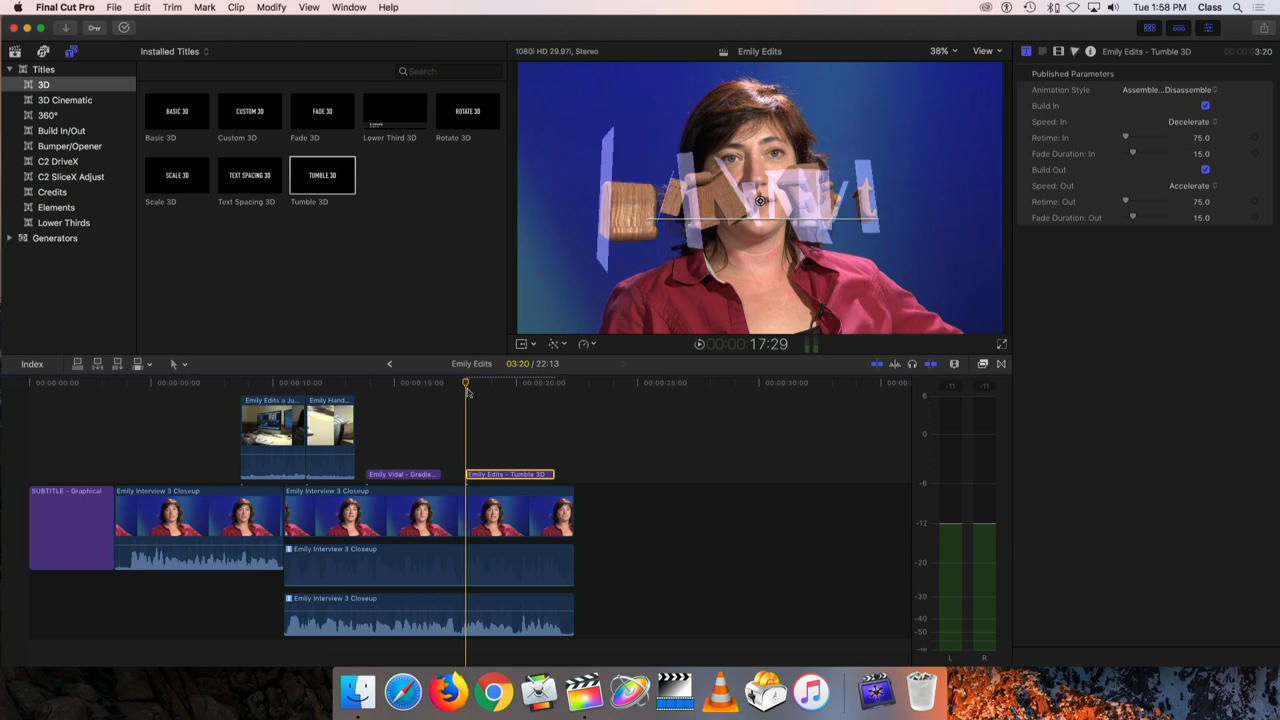 Final Cut Pro File Edit Trim Mark Clip Modify View Window Help Tue 1:58 PM Class
Installed Titles
1080i HD 29.97i, Stereo Emily Edits 38% View
Emily Edits - Tumble 3D 00:00:03:20
Titles
3D
3D Cinematic
360°
Build In/Out
Bumper/Opener
C2 DriveX
C2 SliceX Adjust
Credits
Elements
Lower Thirds
Generators
Search
BASIC 3D CUSTOM 3D FADE 3D ROTATE 3D
Basic 3D Custom 3D Fade 3D Lower Third 3D Rotate 3D
SCALE 3D TEXT SPACING 3D TUMBLE 3D
Scale 3D Text Spacing 3D Tumble 3D
Published Parameters
Animation Style Assemble...Disassemble
Build In
Speed: In Decelerate
Retime: In 75.0
Fade Duration: In 15.0
Build Out
Speed: Out Accelerate
Retime: Out 75.0
Fade Duration: Out 15.0
00:00:00:17:29
Index Emily Edits 03:20 / 22:13
00:00:00:00 00:00:05:00 00:00:10:00 00:00:15:00 00:00:20:00 00:00:25:00 00:00:30:00
Emily Edits a Ju... Emily Hand...
Emily Vidal - Gradie... Emily Edits - Tumble 3D
SUBTITLE - Graphical Emily Interview 3 Closeup Emily Interview 3 Closeup
Emily Interview 3 Closeup
Emily Interview 3 Closeup
-11 -11
6
0
-6
-12
-20
-30
-40
-50
-∞
L R